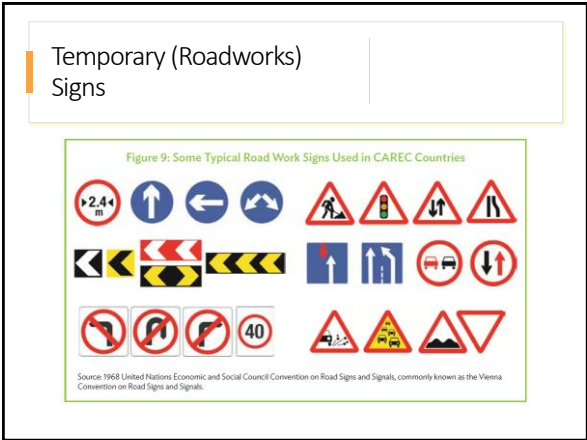 Temporary (Roadworks)
Signs
Figure 9: Some Typical Road Work Signs Used in CAREC Countries
2.4
m
40
Source: 1968 United Nations Economic and Social Council Convention on Road Signs and Signals, commonly known as the Vienna
Convention on Road Signs and Signals.